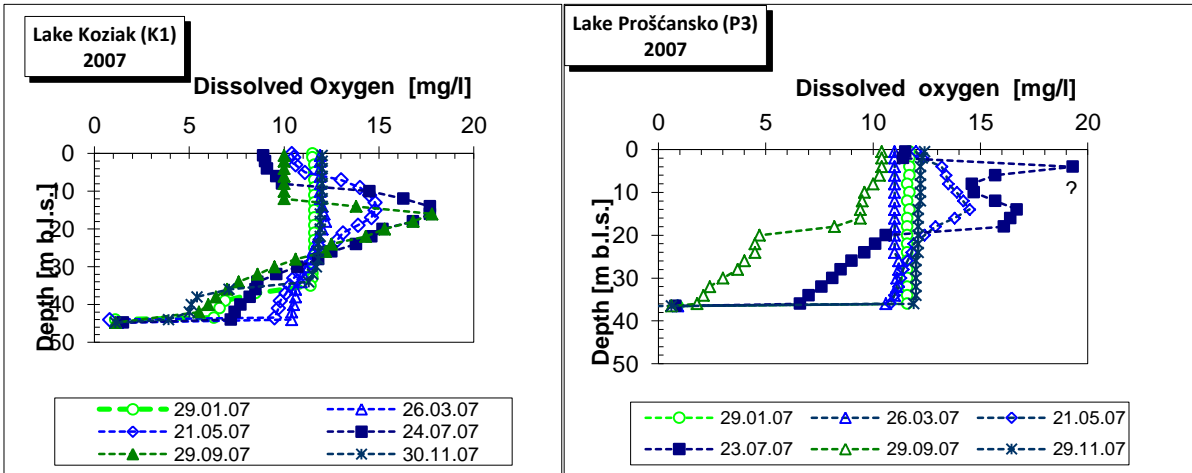 Lake Koziak (K1)
2007
Dissolved Oxygen [mg/l]
0 5 10 15 20
0
10
20
30
40
50
Depth [m b.l.s.]
29.01.07 26.03.07
21.05.07 24.07.07
29.09.07 30.11.07
Lake Prošćansko (P3)
2007
Dissolved oxygen [mg/l]
0 5 10 15 20
0
10
20
30
40
50
Depth [m b.l.s.]
?
29.01.07 26.03.07 21.05.07
23.07.07 29.09.07 29.11.07